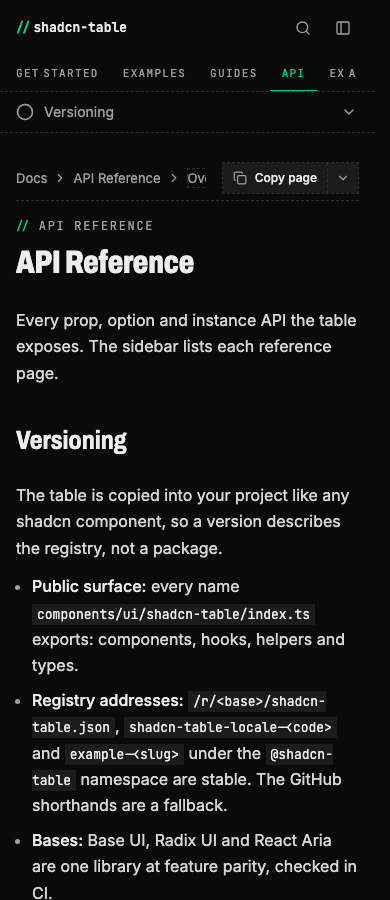 // shadcn-table
GET STARTED EXAMPLES GUIDES API EX A
Versioning
Docs > API Reference > Ove Copy page
// API REFERENCE
API Reference
Every prop, option and instance API the table
exposes. The sidebar lists each reference
page.
Versioning
The table is copied into your project like any
shadcn component, so a version describes
the registry, not a package.
• Public surface: every name
components/ui/shadcn-table/index.ts
exports: components, hooks, helpers and
types.
• Registry addresses: /r/<base>/shadcn-
table.json, shadcn-table-locale-<code>
and example-<slug> under the @shadcn-
table namespace are stable. The GitHub
shorthands are a fallback.
• Bases: Base UI, Radix UI and React Aria
are one library at feature parity, checked in
CI.